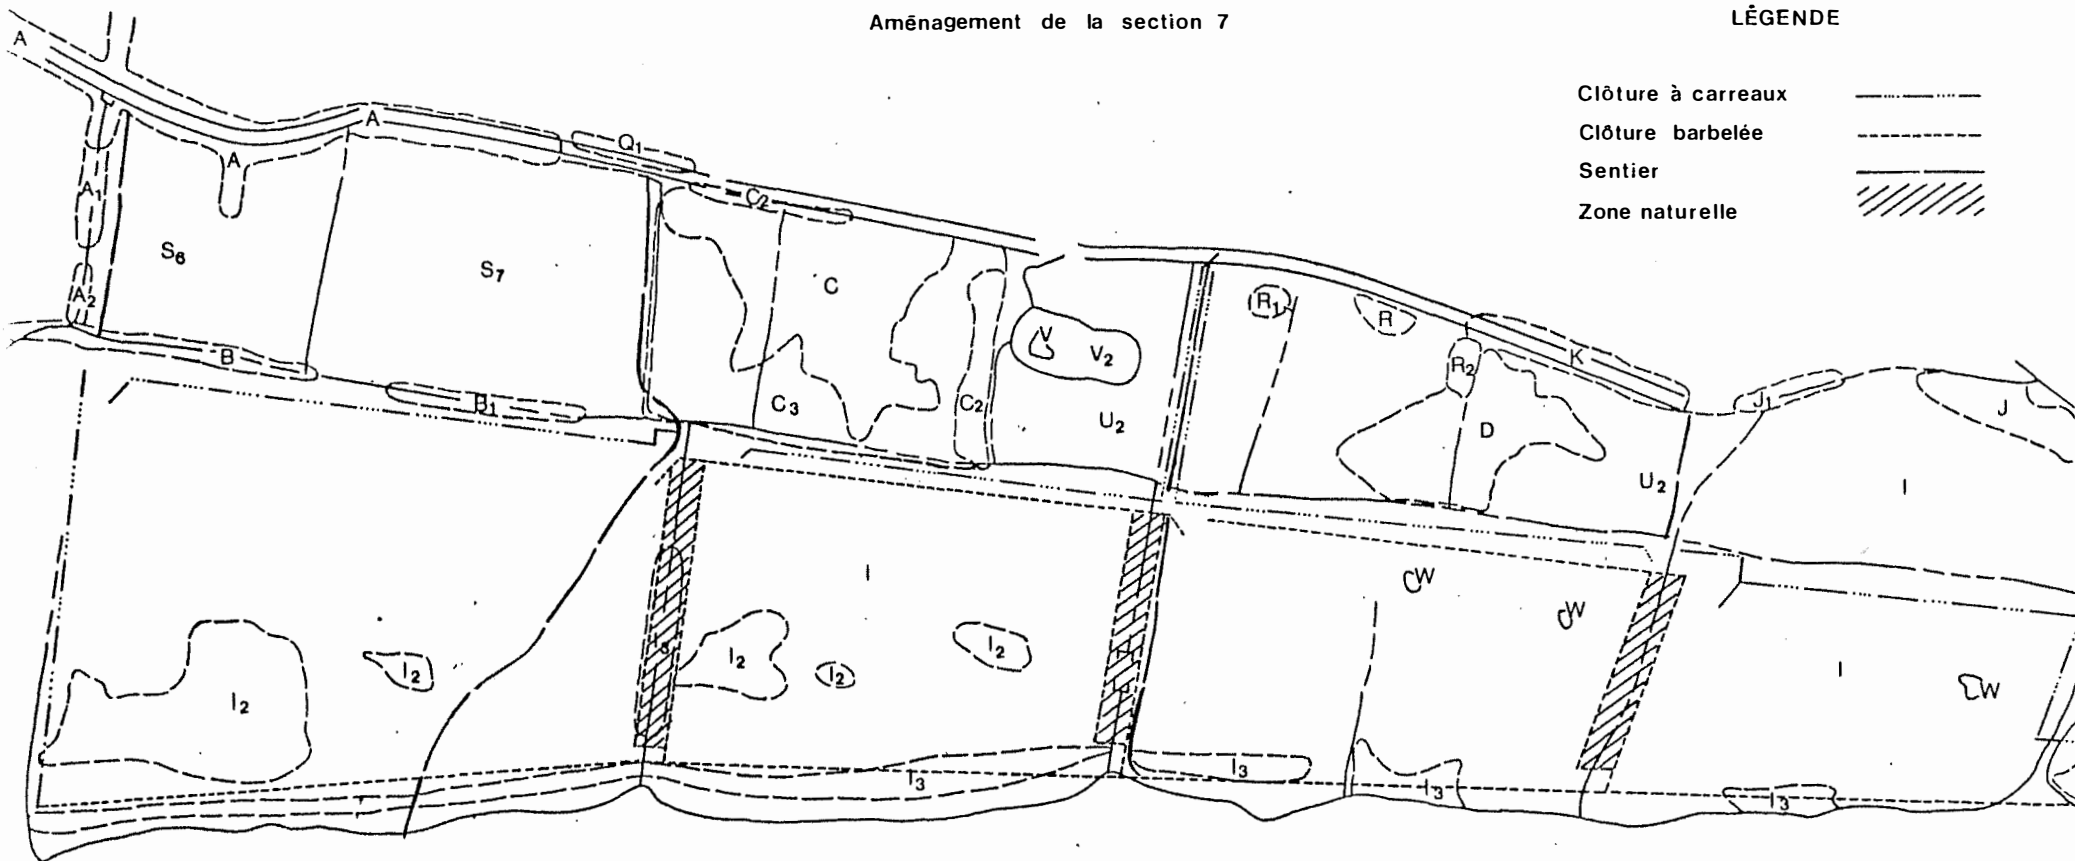 Aménagement de la section 7
LÉGENDE
Clôture à carreaux
Clôture barbelée
Sentier
Zone naturelle
A
A
A
Q1
A1
C2
S6
S7
A2
C
R1
R
V
V2
K
R2
B
B1
C3
C2
U2
D
J1
J
U2
I
I
W
W
I2
I2
I2
I2
I2
I
W
I3
I3
I3
I3